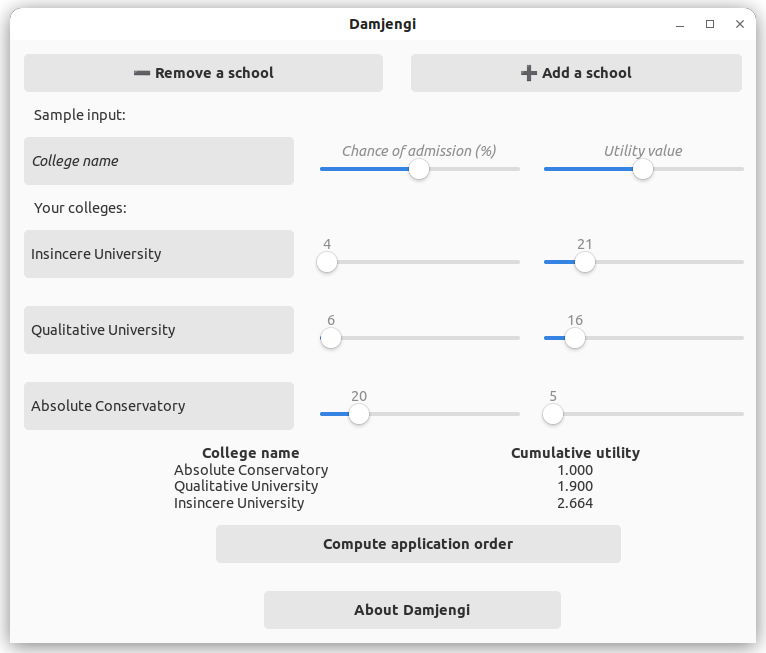 Damjengi
➖ Remove a school ➕ Add a school
Sample input:
College name Chance of admission (%) Utility value
Your colleges:
Insincere University 4 21
Qualitative University 6 16
Absolute Conservatory 20 5
College name Cumulative utility
Absolute Conservatory 1.000
Qualitative University 1.900
Insincere University 2.664
Compute application order
About Damjengi